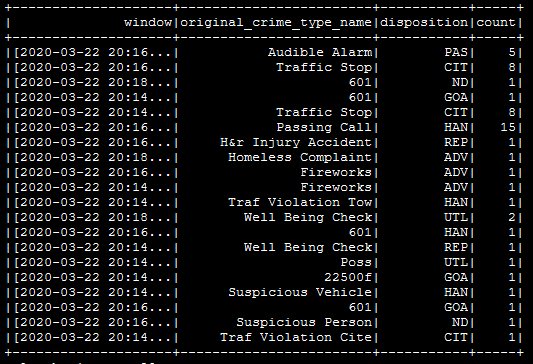 +--------------------+------------------------+-----------+-----+
|              window|original_crime_type_name|disposition|count|
+--------------------+------------------------+-----------+-----+
|[2020-03-22 20:16...|           Audible Alarm|        PAS|    5|
|[2020-03-22 20:16...|            Traffic Stop|        CIT|    8|
|[2020-03-22 20:18...|                     601|         ND|    1|
|[2020-03-22 20:14...|                     601|        GOA|    1|
|[2020-03-22 20:14...|            Traffic Stop|        CIT|    8|
|[2020-03-22 20:16...|            Passing Call|        HAN|   15|
|[2020-03-22 20:16...|     H&r Injury Accident|        REP|    1|
|[2020-03-22 20:18...|      Homeless Complaint|        ADV|    1|
|[2020-03-22 20:16...|               Fireworks|        ADV|    1|
|[2020-03-22 20:14...|               Fireworks|        ADV|    1|
|[2020-03-22 20:14...|      Traf Violation Tow|        HAN|    1|
|[2020-03-22 20:18...|        Well Being Check|        UTL|    2|
|[2020-03-22 20:16...|                     601|        HAN|    1|
|[2020-03-22 20:14...|        Well Being Check|        REP|    1|
|[2020-03-22 20:14...|                    Poss|        UTL|    1|
|[2020-03-22 20:14...|                  22500f|        GOA|    1|
|[2020-03-22 20:14...|      Suspicious Vehicle|        HAN|    1|
|[2020-03-22 20:16...|                     601|        GOA|    1|
|[2020-03-22 20:16...|       Suspicious Person|         ND|    1|
|[2020-03-22 20:14...|     Traf Violation Cite|        CIT|    1|
+--------------------+------------------------+-----------+-----+